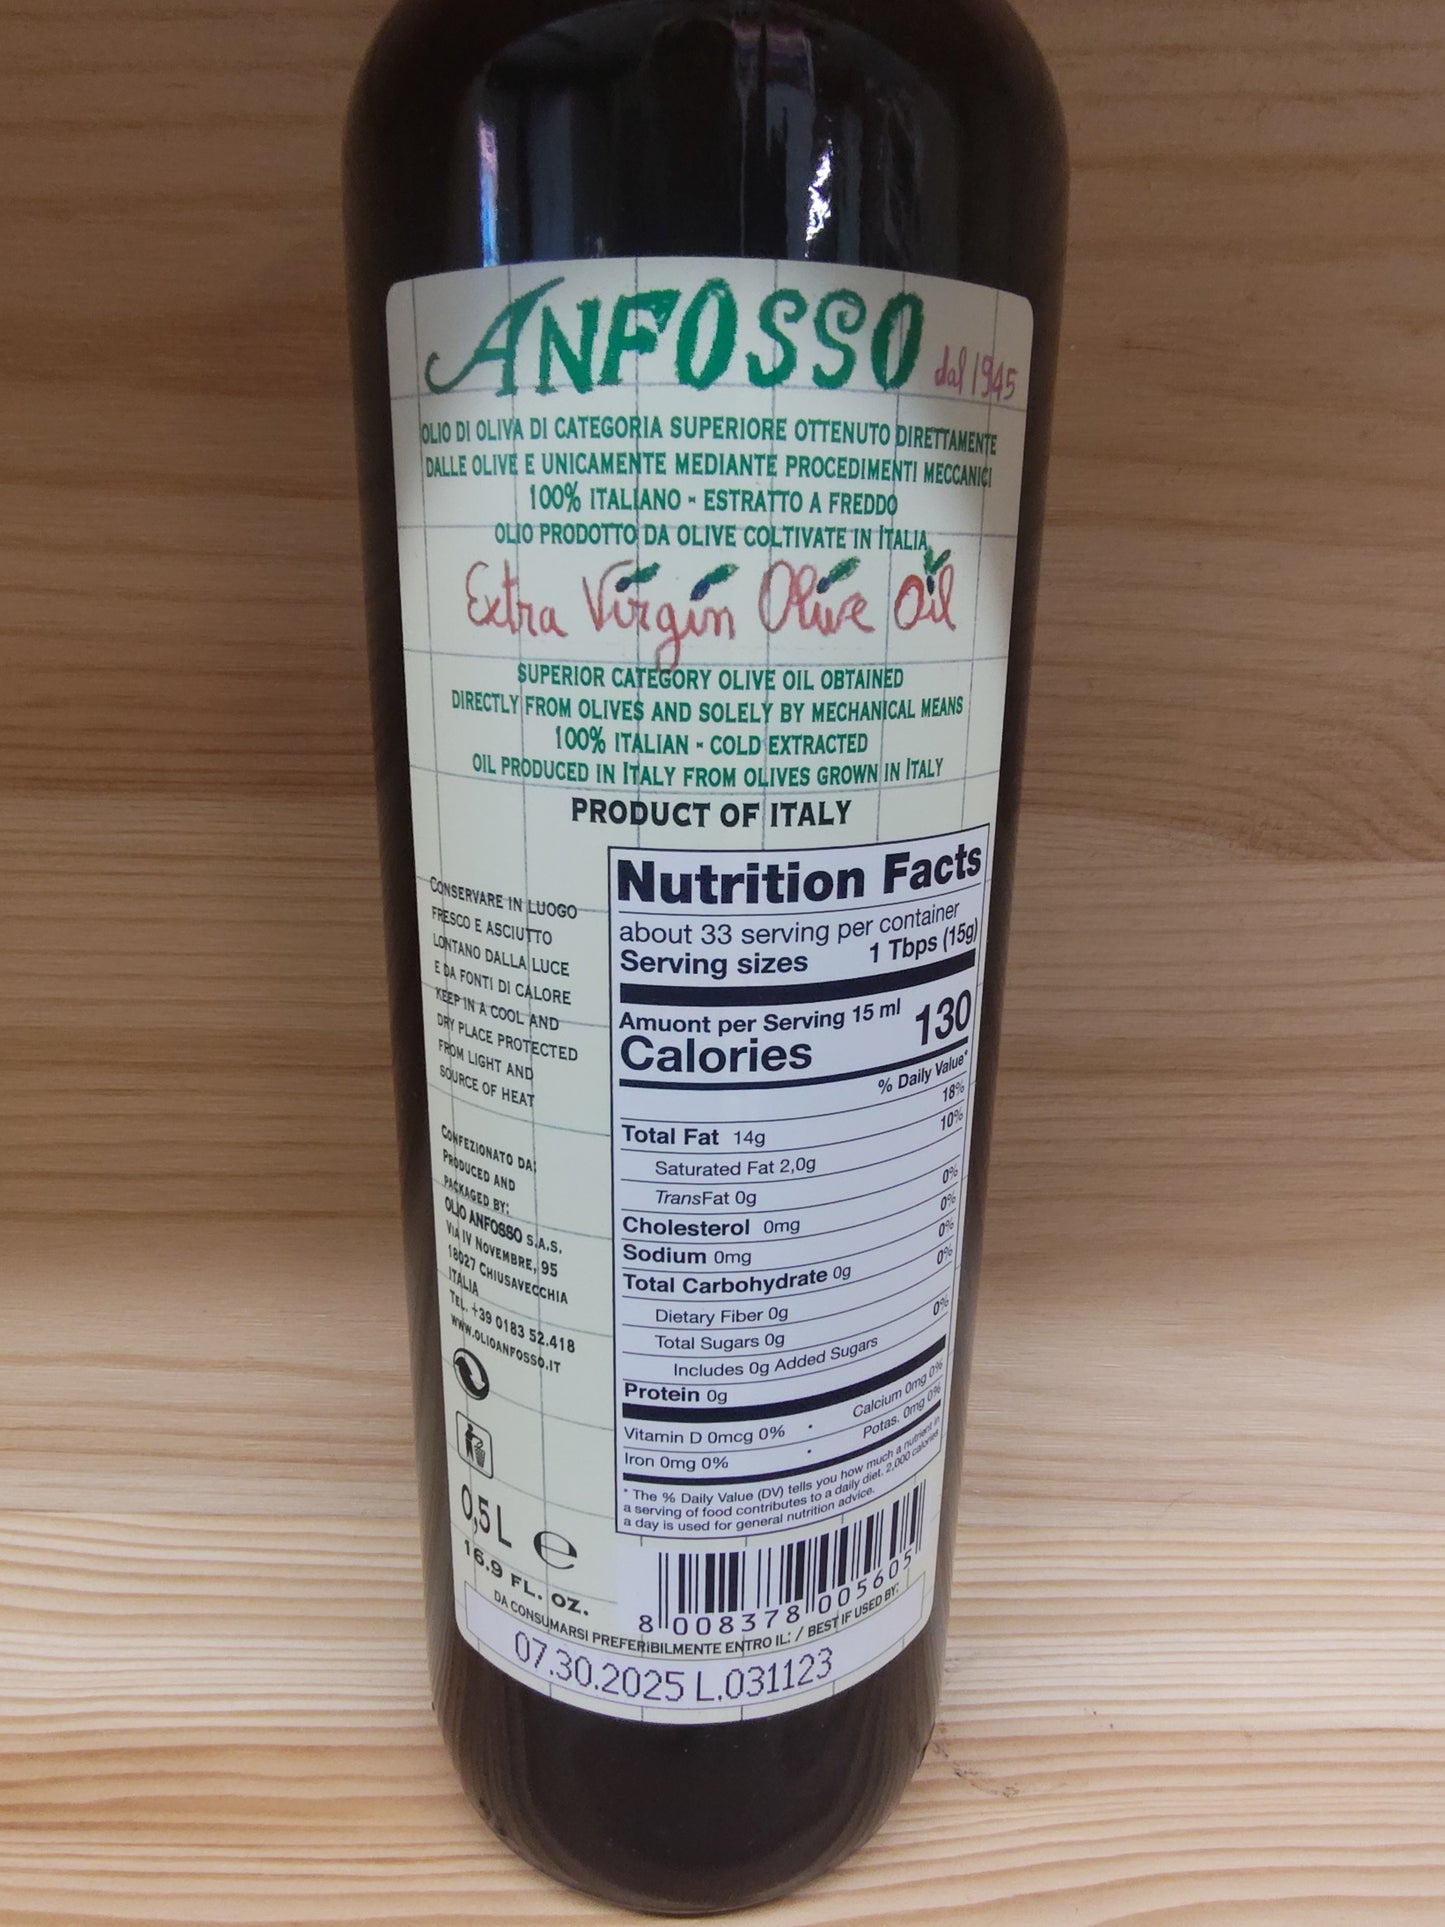 ANFOSSO dal 1945
OLIO DI OLIVA DI CATEGORIA SUPERIORE OTTENUTO DIRETTAMENTE
DALLE OLIVE E UNICAMENTE MEDIANTE PROCEDIMENTI MECCANICI
100% ITALIANO - ESTRATTO A FREDDO
OLIO PRODOTTO DA OLIVE COLTIVATE IN ITALIA
Extra Virgin Olive Oil
SUPERIOR CATEGORY OLIVE OIL OBTAINED
DIRECTLY FROM OLIVES AND SOLELY BY MECHANICAL MEANS
100% ITALIAN - COLD EXTRACTED
OIL PRODUCED IN ITALY FROM OLIVES GROWN IN ITALY
PRODUCT OF ITALY
CONSERVARE IN LUOGO
FRESCO E ASCIUTTO
LONTANO DALLA LUCE
E DA FONTI DI CALORE
KEEP IN A COOL AND
DRY PLACE PROTECTED
FROM LIGHT AND
SOURCE OF HEAT
CONFEZIONATO DA:
PRODUCED AND
PACKAGED BY:
OLIO ANFOSSO S.A.S.
VIA IV NOVEMBRE, 95
18027 CHIUSAVECCHIA
ITALIA
TEL. +39 0183 52.418
WWW.OLIOANFOSSO.IT
0,5 L e
16.9 FL. OZ.
Nutrition Facts
about 33 serving per container
Serving sizes 1 Tbps (15g)
Amuont per Serving 15 ml
Calories 130
% Daily Value*
Total Fat 14g 18%
Saturated Fat 2,0g 10%
TransFat 0g
Cholesterol 0mg 0%
Sodium 0mg 0%
Total Carbohydrate 0g 0%
Dietary Fiber 0g 0%
Total Sugars 0g
Includes 0g Added Sugars 0%
Protein 0g
Vitamin D 0mcg 0% • Calcium 0mg 0%
Iron 0mg 0% • Potas. 0mg 0%
* The % Daily Value (DV) tells you how much a nutrient in
a serving of food contributes to a daily diet. 2,000 calories
a day is used for general nutrition advice.
8 008378 005605
DA CONSUMARSI PREFERIBILMENTE ENTRO IL: / BEST IF USED BY:
07.30.2025 L.031123